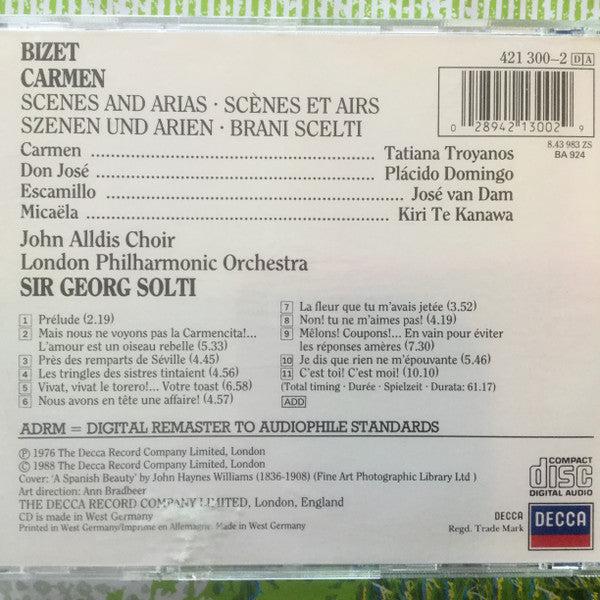 BIZET
CARMEN
SCENES AND ARIAS · SCÈNES ET AIRS
SZENEN UND ARIEN · BRANI SCELTI
421 300-2 D A
0 28942 13002 9
8.43 983 ZS
BA 924
Carmen ........ Tatiana Troyanos
Don José ........ Plácido Domingo
Escamillo ........ José van Dam
Micaëla ........ Kiri Te Kanawa
John Alldis Choir
London Philharmonic Orchestra
SIR GEORG SOLTI
1 Prélude (2.19)
2 Mais nous ne voyons pas la Carmencita!...
L'amour est un oiseau rebelle (5.33)
3 Près des remparts de Séville (4.45)
4 Les tringles des sistres tintaient (4.56)
5 Vivat, vivat le torero!... Votre toast (6.58)
6 Nous avons en tête une affaire! (4.57)
7 La fleur que tu m'avais jetée (3.52)
8 Non! tu ne m'aimes pas! (4.19)
9 Mêlons! Coupons!... En vain pour éviter
les réponses amères (7.30)
10 Je dis que rien ne m'épouvante (5.46)
11 C'est toi! C'est moi! (10.10)
(Total timing · Durée · Spielzeit · Durata: 61.17)
ADD
ADRM = DIGITAL REMASTER TO AUDIOPHILE STANDARDS
Ⓟ 1976 The Decca Record Company Limited, London
© 1988 The Decca Record Company Limited, London
Cover: 'A Spanish Beauty' by John Haynes Williams (1836-1908) (Fine Art Photographic Library Ltd )
Art direction: Ann Bradbeer
THE DECCA RECORD COMPANY LIMITED, London, England
CD is made in West Germany
Printed in West Germany/Imprimé en Allemagne. Made in West Germany
COMPACT
disc
DIGITAL AUDIO
DECCA
Regd. Trade Mark
DECCA